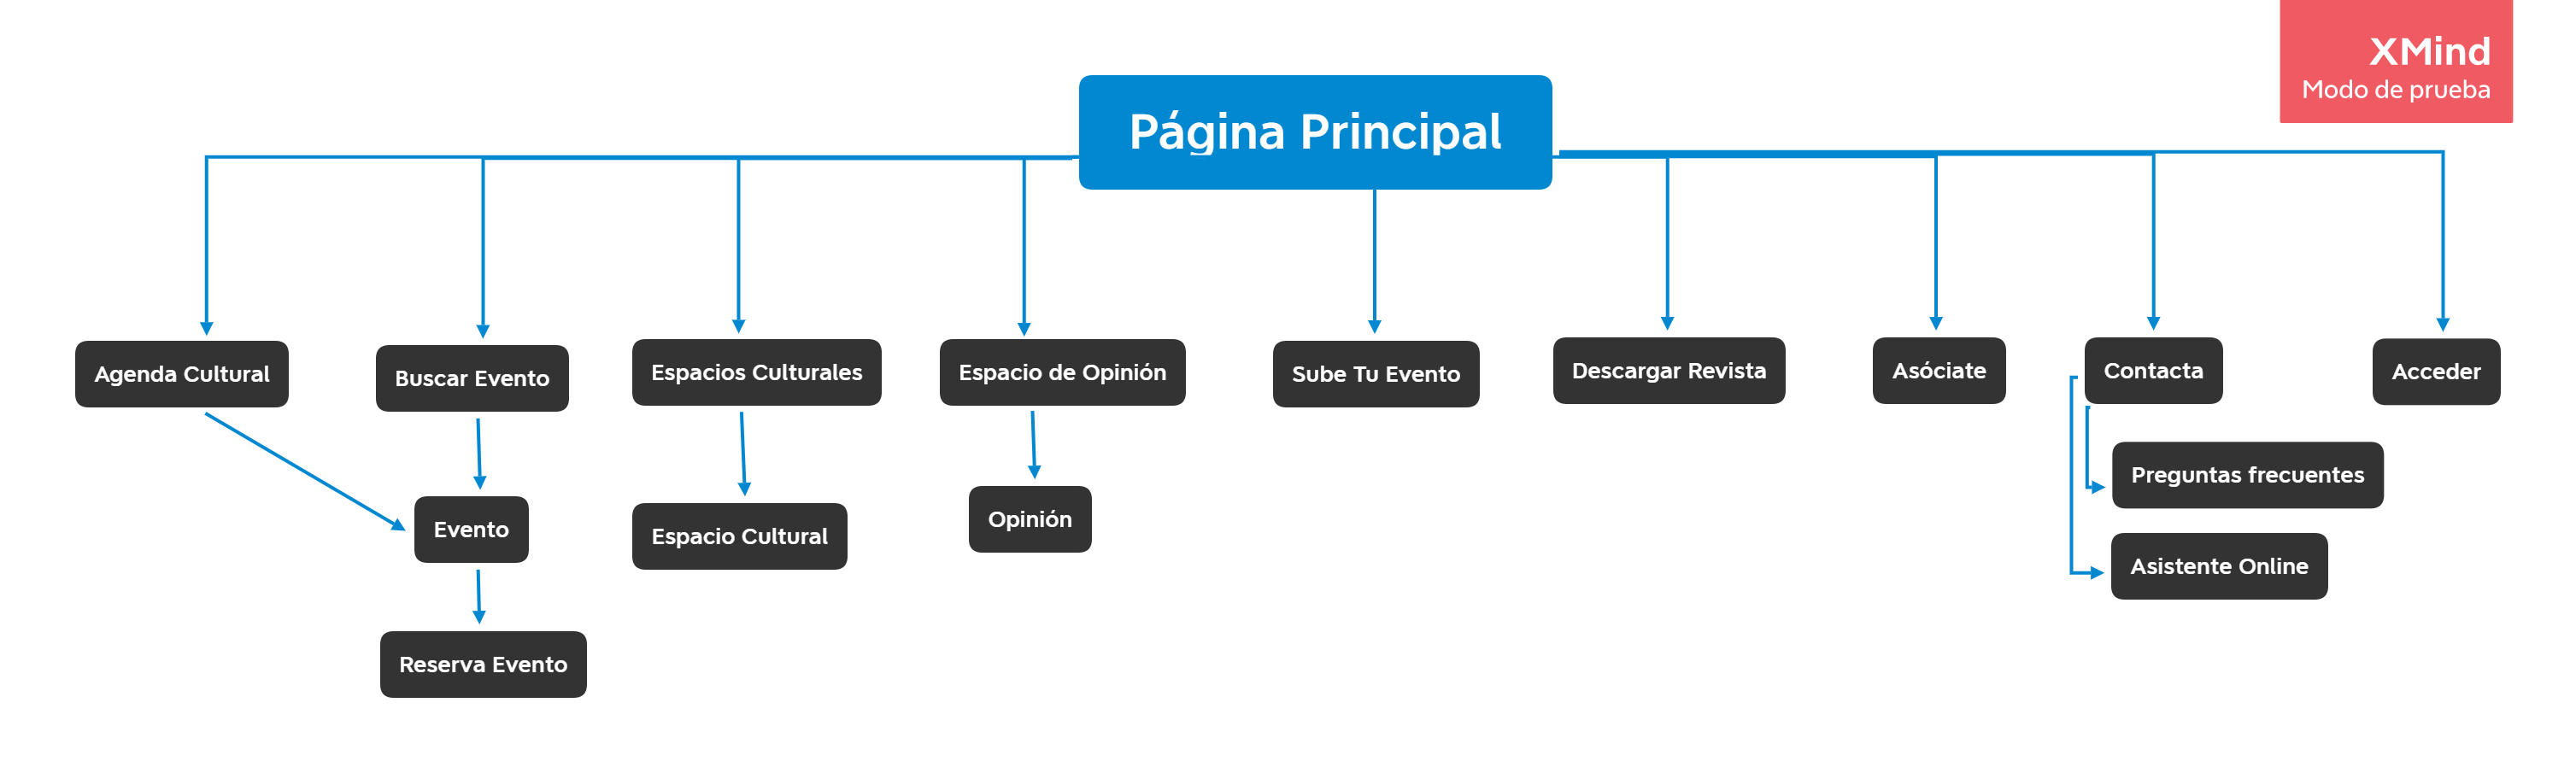 XMind
Modo de prueba
Página Principal
Agenda Cultural
Buscar Evento
Espacios Culturales
Espacio de Opinión
Sube Tu Evento
Descargar Revista
Asóciate
Contacta
Acceder
Preguntas frecuentes
Evento
Espacio Cultural
Opinión
Asistente Online
Reserva Evento